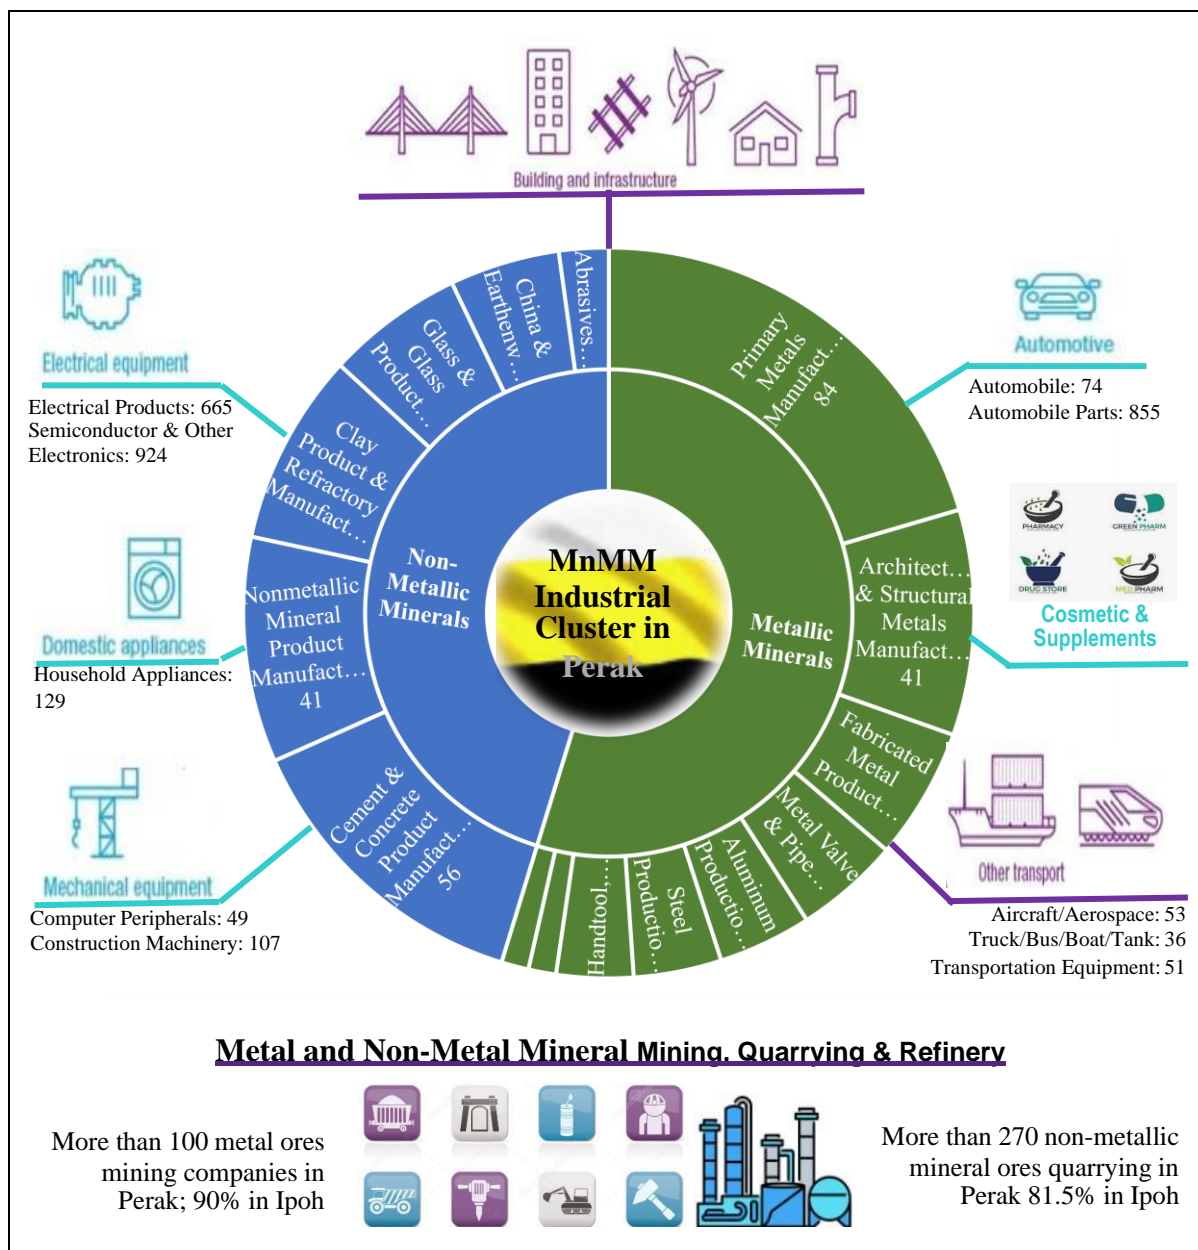 Building and infrastructure
Electrical equipment
Electrical Products: 665
Semiconductor & Other
Electronics: 924
Domestic appliances
Household Appliances:
129
Mechanical equipment
Computer Peripherals: 49
Construction Machinery: 107
Abrasives…
China &
Earthenw…
Glass &
Glass
Product…
Clay
Product &
Refractory
Manufact…
Nonmetallic
Mineral
Product
Manufact…
41
Cement &
Concrete
Product
Manufact…
56
Non-
Metallic
Minerals
MnMM
Industrial
Cluster in
Perak
Metallic
Minerals
Primary
Metals
Manufact…
84
Architect…
& Structural
Metals
Manufact…
41
Fabricated
Metal
Product…
Metal Valve
& Pipe…
Aluminum
Productio…
Steel
Productio…
Handtool,…
Automotive
Automobile: 74
Automobile Parts: 855
PHARMACY
GREEN PHARM
DRUG STORE
MED PHARM
Cosmetic &
Supplements
Other transport
Aircraft/Aerospace: 53
Truck/Bus/Boat/Tank: 36
Transportation Equipment: 51
Metal and Non-Metal Mineral Mining, Quarrying & Refinery
More than 100 metal ores
mining companies in
Perak; 90% in Ipoh
More than 270 non-metallic
mineral ores quarrying in
Perak 81.5% in Ipoh